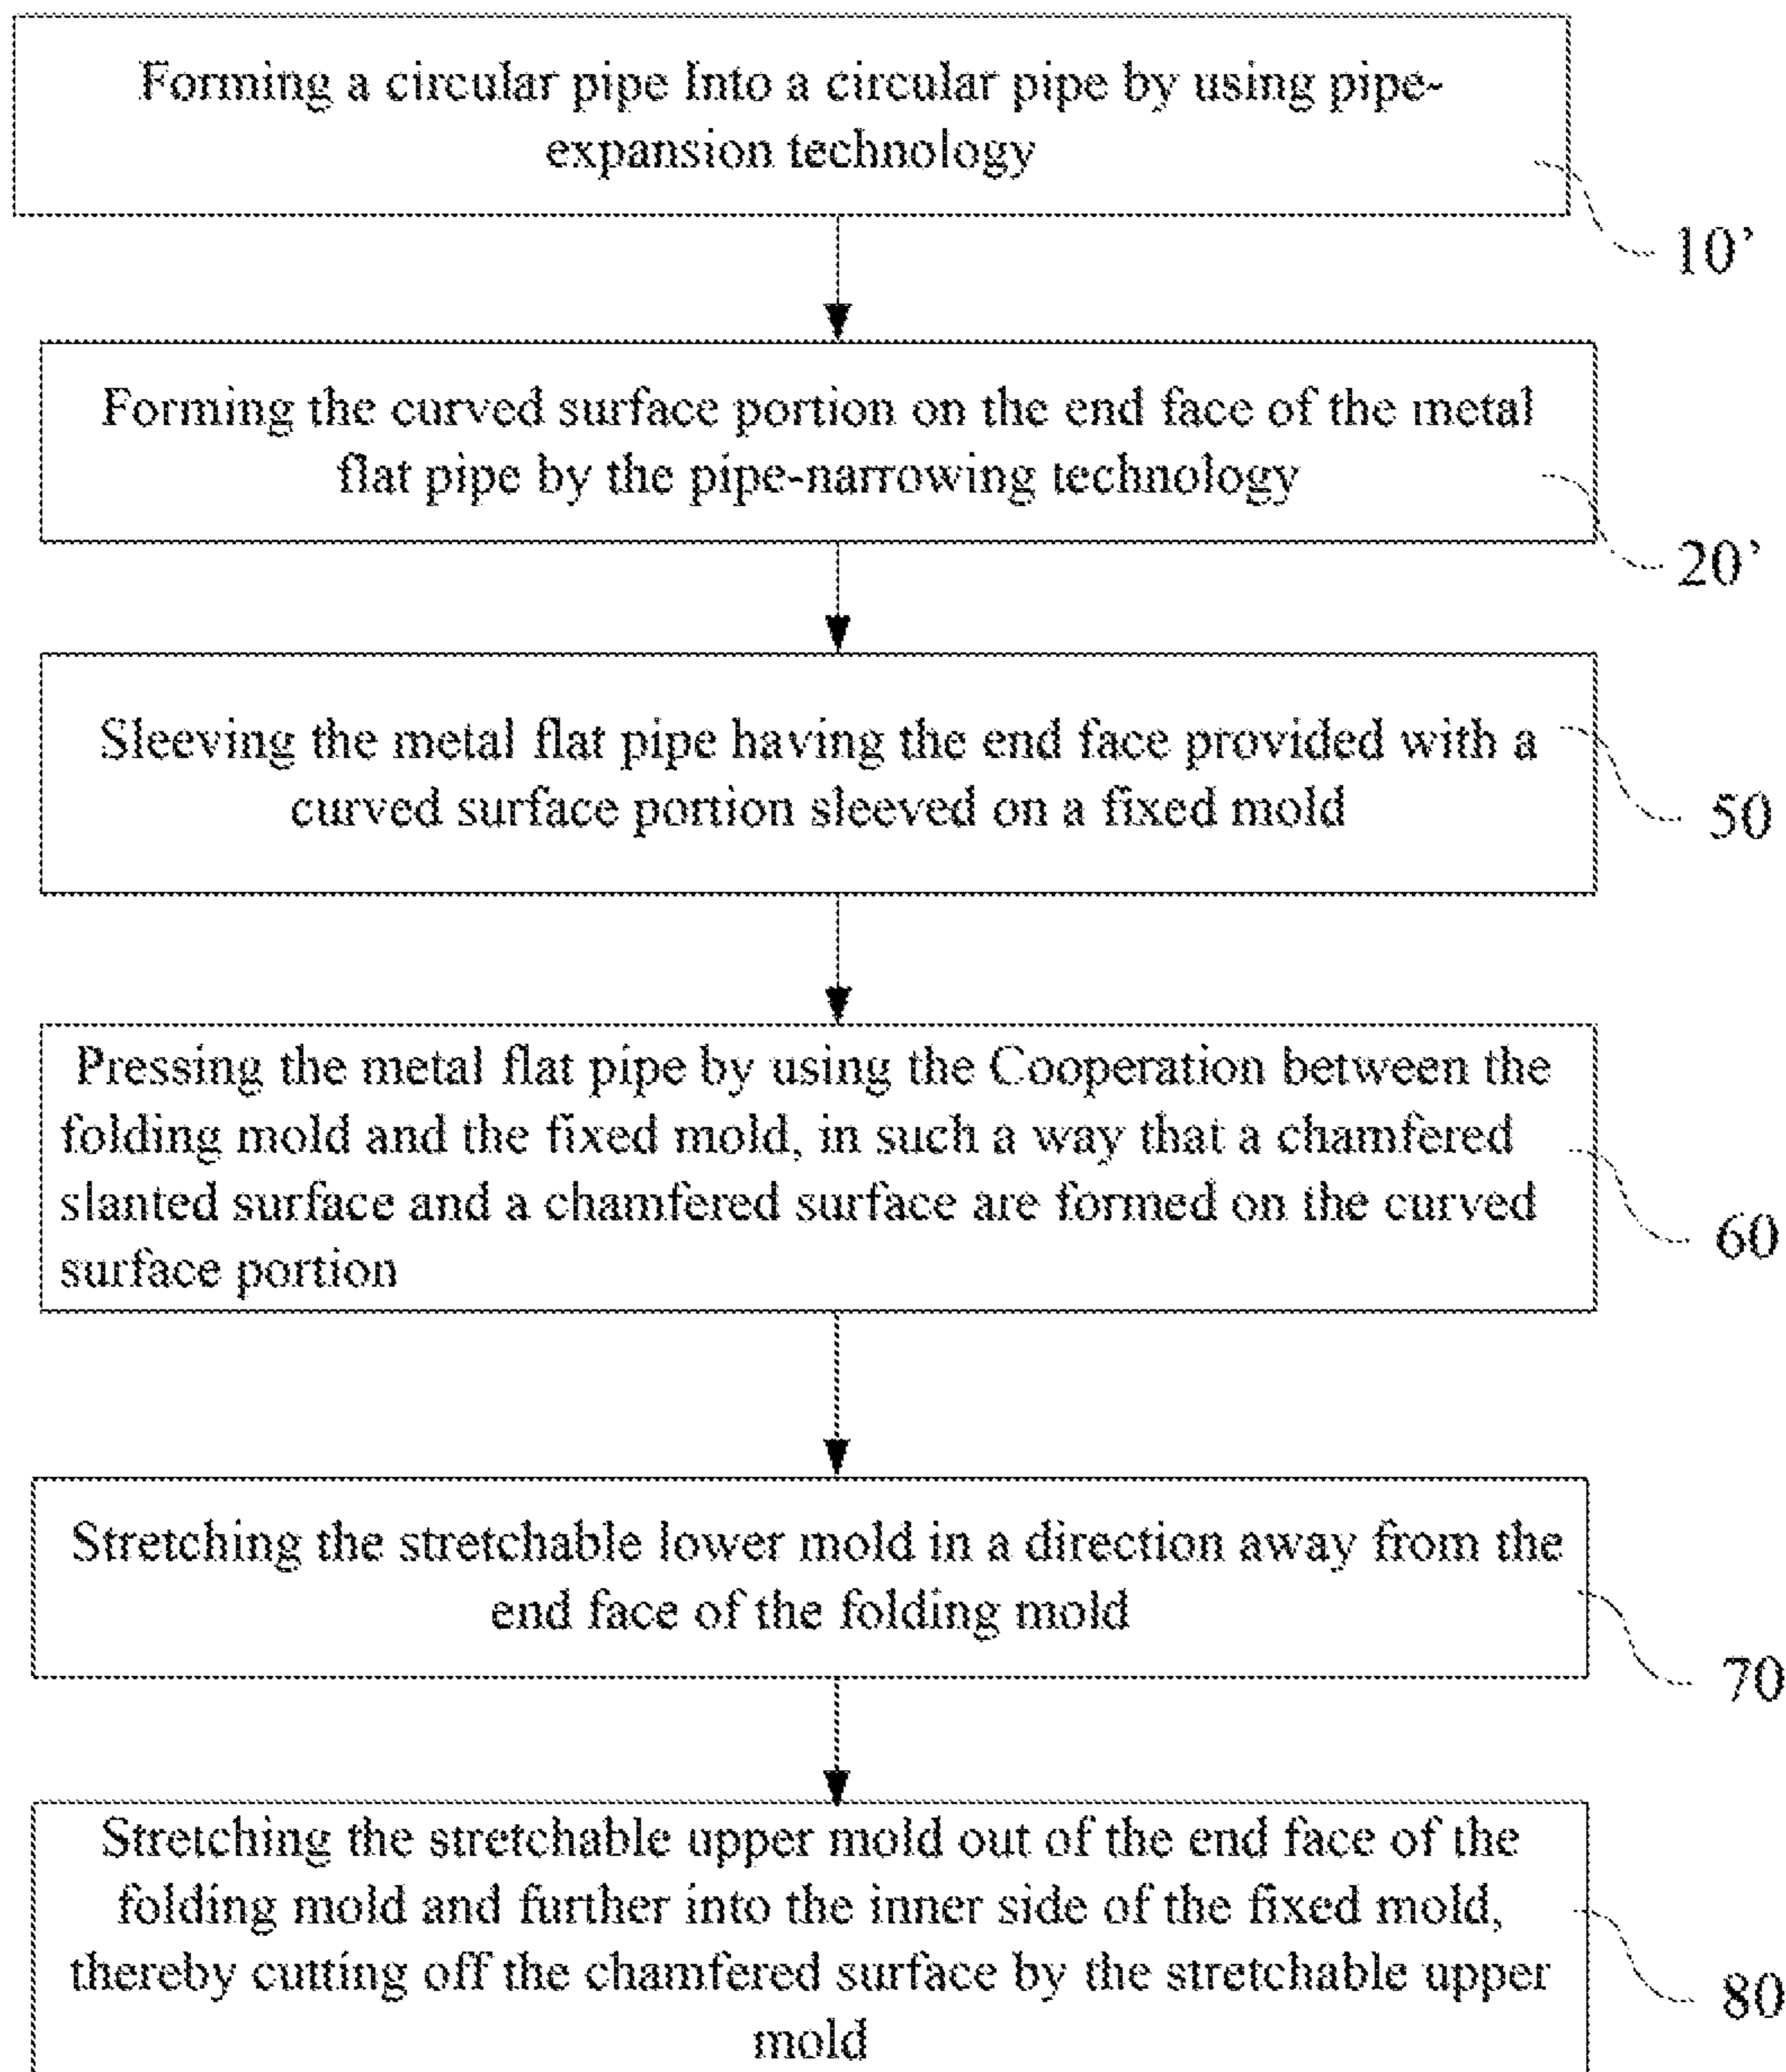 Forming a circular pipe Into a circular pipe by using pipe-
expansion technology
10’
Forming the curved surface portion on the end face of the metal
flat pipe by the pipe-narrowing technology
20’
Sleeving the metal flat pipe having the end face provided with a
curved surface portion sleeved on a fixed mold
50
Pressing the metal flat pipe by using the Cooperation between the
folding mold and the fixed mold, in such a way that a chamfered
slanted surface and a chamfered surface are formed on the curved
surface portion
60
Stretching the stretchable lower mold in a direction away from the
end face of the folding mold
70
Stretching the stretchable upper mold out of the end face of the
folding mold and further into the inner side of the fixed mold,
thereby cutting off the chamfered surface by the stretchable upper
mold
80